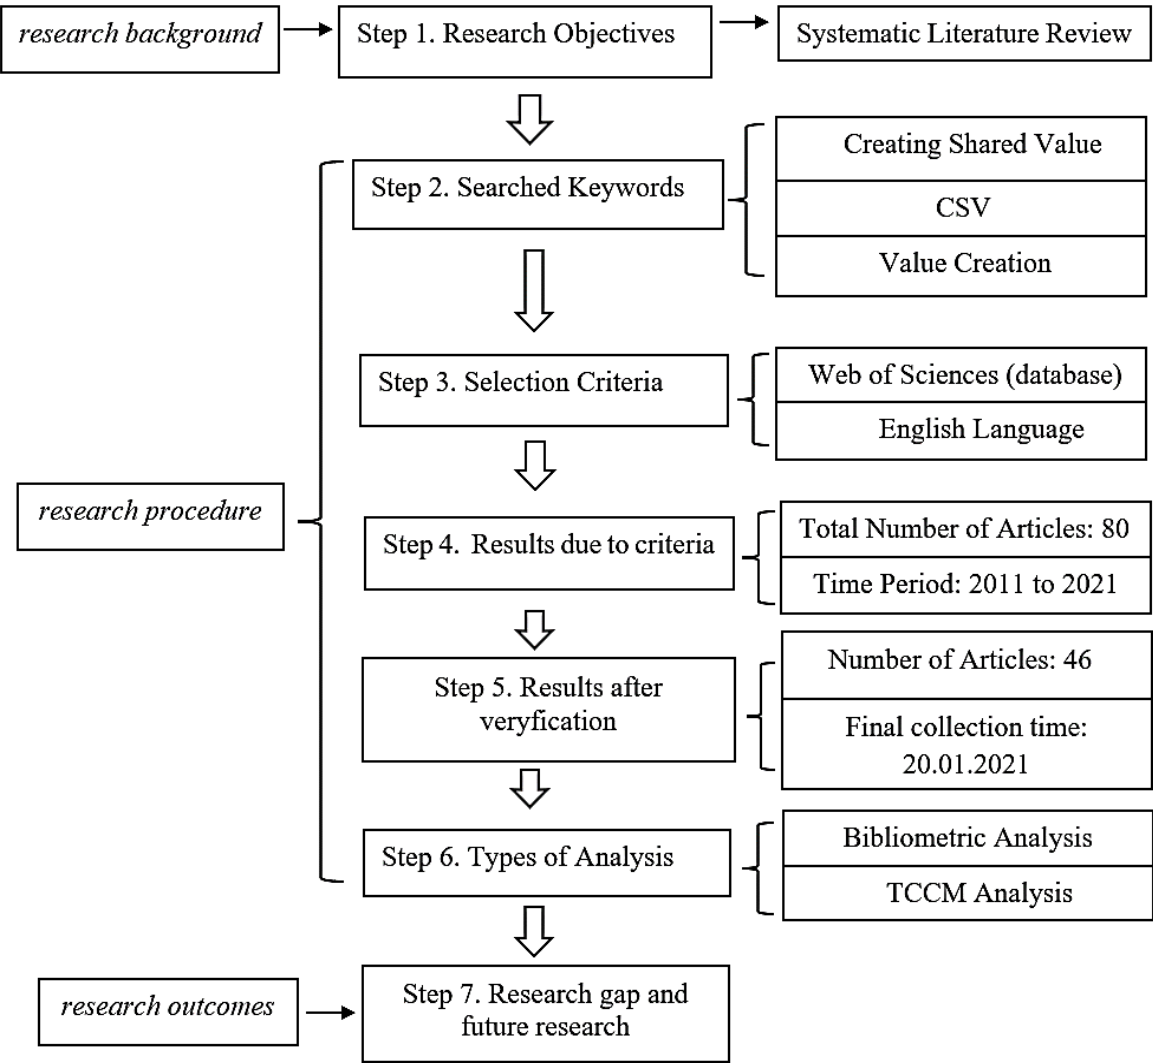 research background
Step 1. Research Objectives
Systematic Literature Review
Step 2. Searched Keywords
Creating Shared Value
CSV
Value Creation
Step 3. Selection Criteria
Web of Sciences (database)
English Language
research procedure
Step 4. Results due to criteria
Total Number of Articles: 80
Time Period: 2011 to 2021
Step 5. Results after
veryfication
Number of Articles: 46
Final collection time:
20.01.2021
Step 6. Types of Analysis
Bibliometric Analysis
TCCM Analysis
research outcomes
Step 7. Research gap and
future research